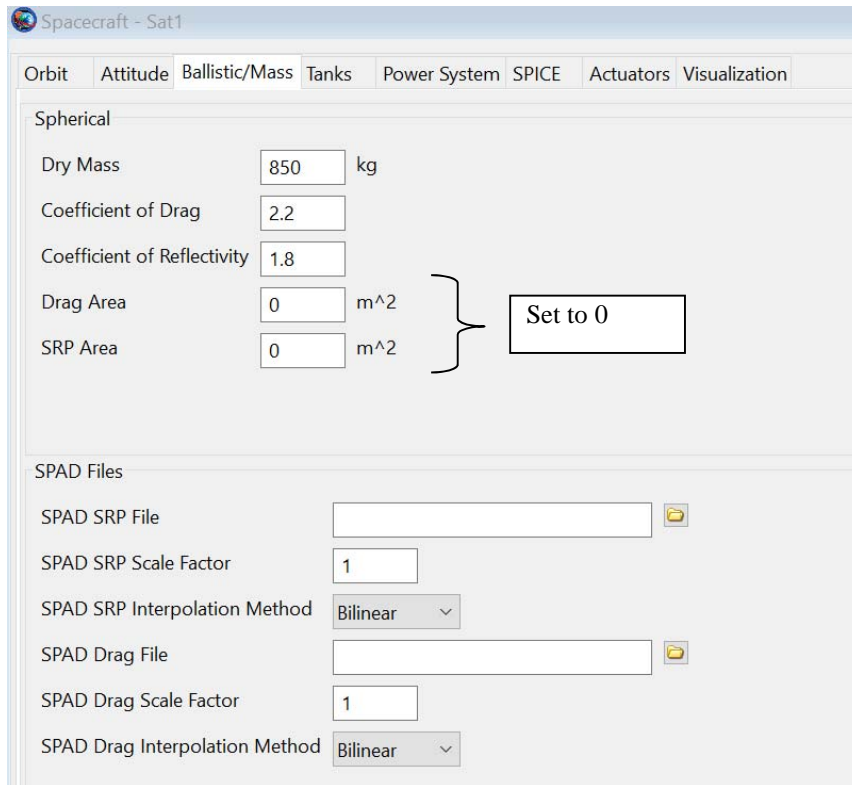 Spacecraft - Sat1
Orbit Attitude Ballistic/Mass Tanks Power System SPICE Actuators Visualization
Spherical
Dry Mass 850 kg
Coefficient of Drag 2.2
Coefficient of Reflectivity 1.8
Drag Area 0 m^2
Set to 0
SRP Area 0 m^2
SPAD Files
SPAD SRP File
SPAD SRP Scale Factor 1
SPAD SRP Interpolation Method Bilinear
SPAD Drag File
SPAD Drag Scale Factor 1
SPAD Drag Interpolation Method Bilinear